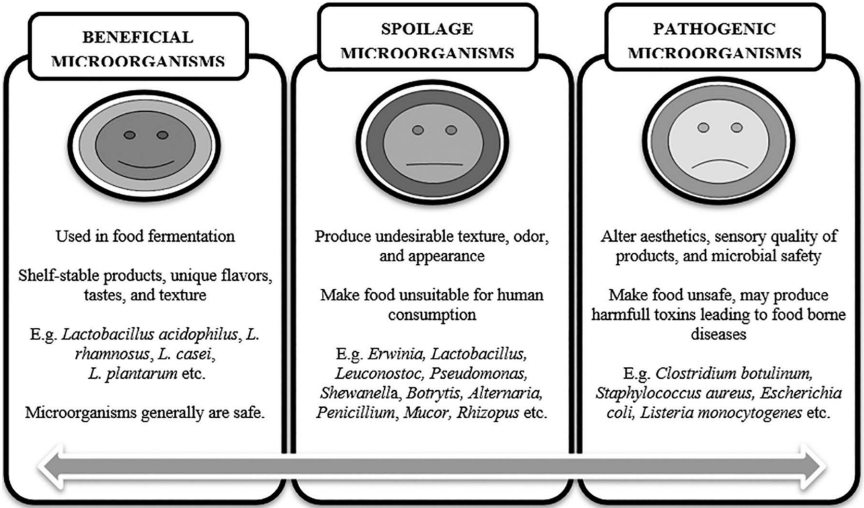 BENEFICIAL
MICROORGANISMS
Used in food fermentation
Shelf-stable products, unique flavors,
tastes, and texture
E.g. Lactobacillus acidophilus, L.
rhamnosus, L. casei,
L. plantarum etc.
Microorganisms generally are safe.
SPOILAGE
MICROORGANISMS
Produce undesirable texture, odor,
and appearance
Make food unsuitable for human
consumption
E.g. Erwinia, Lactobacillus,
Leuconostoc, Pseudomonas,
Shewanella, Botrytis, Alternaria,
Penicillium, Mucor, Rhizopus etc.
PATHOGENIC
MICROORGANISMS
Alter aesthetics, sensory quality of
products, and microbial safety
Make food unsafe, may produce
harmfull toxins leading to food borne
diseases
E.g. Clostridium botulinum,
Staphylococcus aureus, Escherichia
coli, Listeria monocytogenes etc.